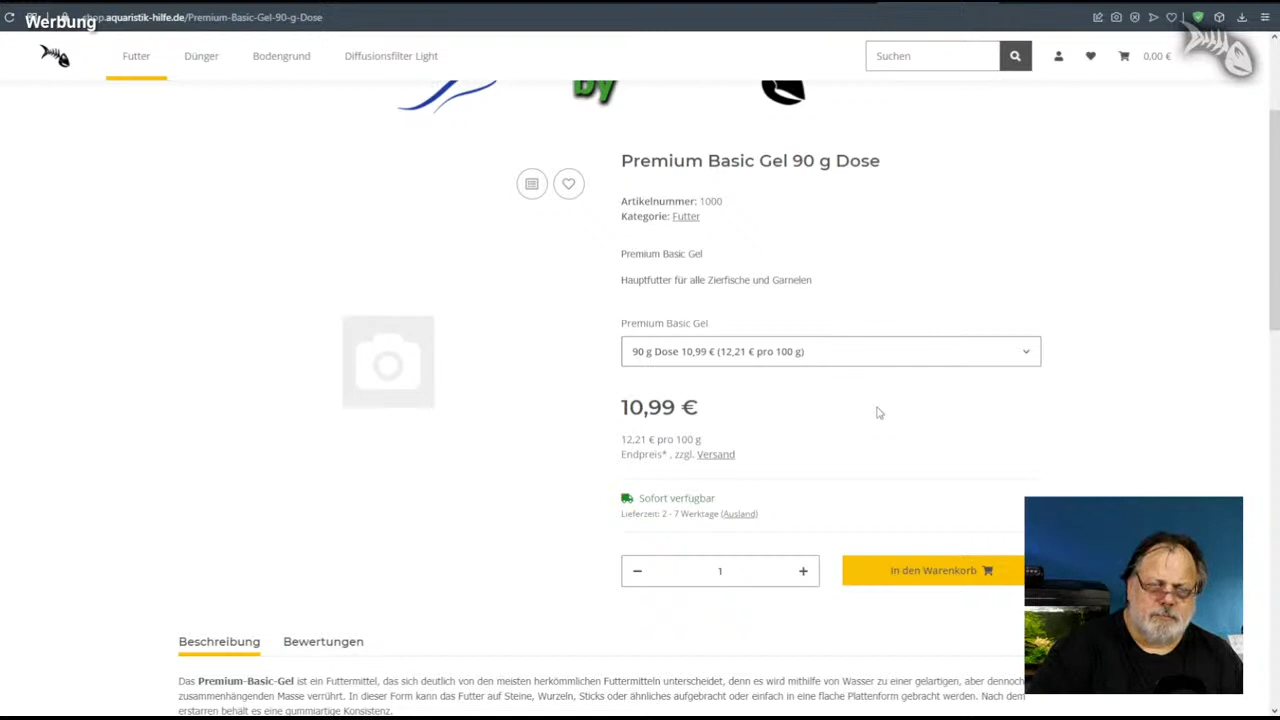 Werbung
shop.aquaristik-hilfe.de/Premium-Basic-Gel-90-g-Dose
Futter
Dünger
Bodengrund
Diffusionsfilter Light
Suchen
0,00 €
by
Premium Basic Gel 90 g Dose
Artikelnummer: 1000
Kategorie: Futter
Premium Basic Gel
Hauptfutter für alle Zierfische und Garnelen
Premium Basic Gel
90 g Dose 10,99 € (12,21 € pro 100 g)
10,99 €
12,21 € pro 100 g
Endpreis* , zzgl. Versand
Sofort verfügbar
Lieferzeit: 2 - 7 Werktage (Ausland)
− 1 +
In den Warenkorb
Beschreibung
Bewertungen
Das Premium-Basic-Gel ist ein Futtermittel, das sich deutlich von den meisten herkömmlichen Futtermitteln unterscheidet, denn es wird mithilfe von Wasser zu einer gelartigen, aber dennoch
zusammenhängenden Masse verrührt. In dieser Form kann das Futter auf Steine, Wurzeln, Sticks oder ähnliches aufgebracht oder einfach in eine flache Plattenform gebracht werden. Nach dem
erstarren behält es eine gummiartige Konsistenz.